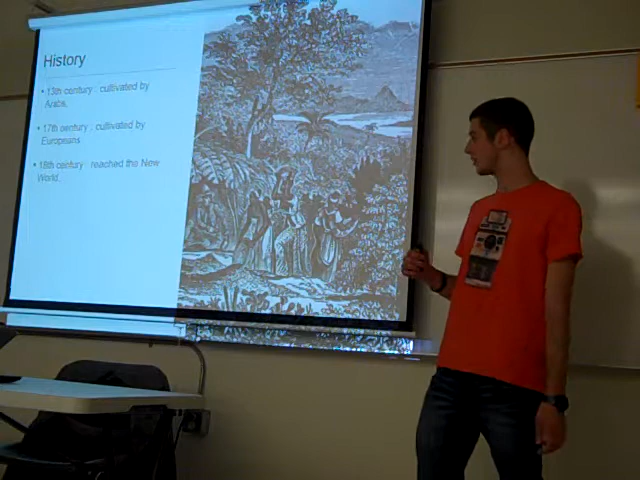 History
• 13th century : cultivated by
Arabs.
• 17th century : cultivated by
Europeans
• 18th century : reached the New
World.